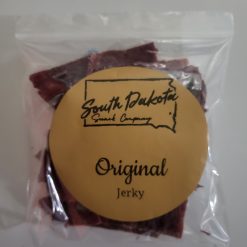 South Dakota
Snack Company
Original
Jerky